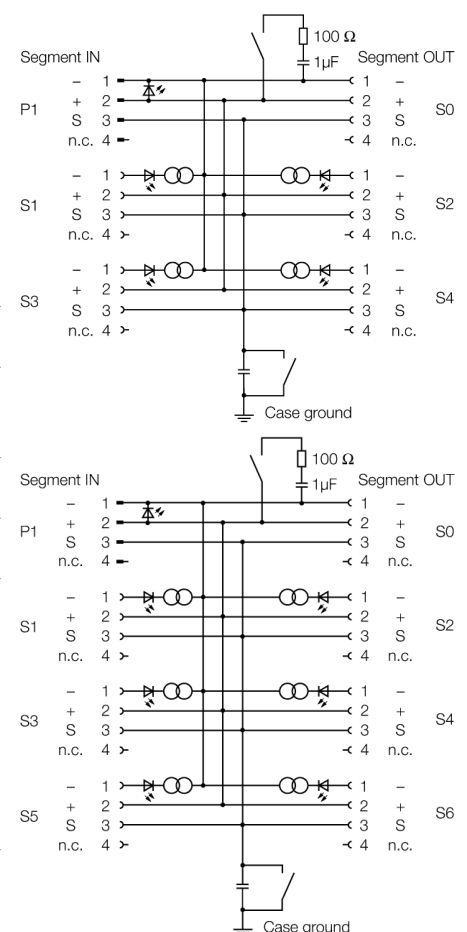 100 Ω
Segment IN 1µF Segment OUT
– 1 1 –
P1 + 2 2 + S0
S 3 3 S
n.c. 4 4 n.c.
– 1 1 –
S1 + 2 2 + S2
S 3 3 S
n.c. 4 4 n.c.
– 1 1 –
S3 + 2 2 + S4
S 3 3 S
n.c. 4 4 n.c.
Case ground
100 Ω
Segment IN 1µF Segment OUT
– 1 1 –
P1 + 2 2 + S0
S 3 3 S
n.c. 4 4 n.c.
– 1 1 –
S1 + 2 2 + S2
S 3 3 S
n.c. 4 4 n.c.
– 1 1 –
S3 + 2 2 + S4
S 3 3 S
n.c. 4 4 n.c.
– 1 1 –
S5 + 2 2 + S6
S 3 3 S
n.c. 4 4 n.c.
Case ground